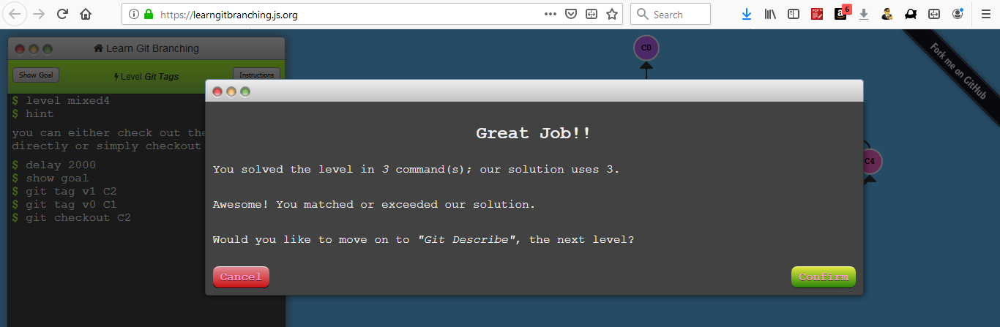 https://learngitbranching.js.org
Search
6
Learn Git Branching
Show Goal
Level Git Tags
Instructions
$ level mixed4
$ hint
you can either check out the
directly or simply checkout
$ delay 2000
$ show goal
$ git tag v1 C2
$ git tag v0 C1
$ git checkout C2
C0
Fork me on GitHub
C4
Great Job!!
You solved the level in 3 command(s); our solution uses 3.
Awesome! You matched or exceeded our solution.
Would you like to move on to "Git Describe", the next level?
Cancel
Confirm